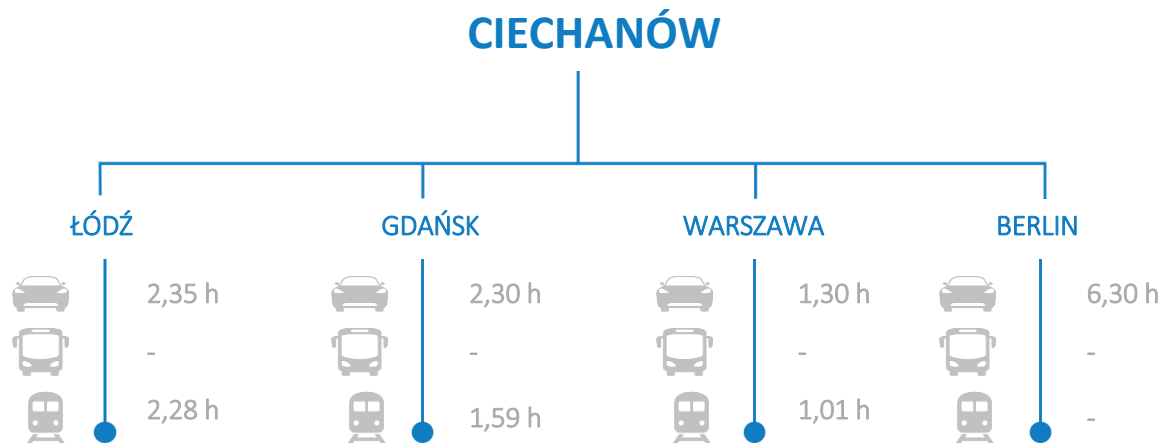 CIECHANÓW
ŁÓDŹ
2,35 h
-
2,28 h
GDAŃSK
2,30 h
-
1,59 h
WARSZAWA
1,30 h
-
1,01 h
BERLIN
6,30 h
-
-